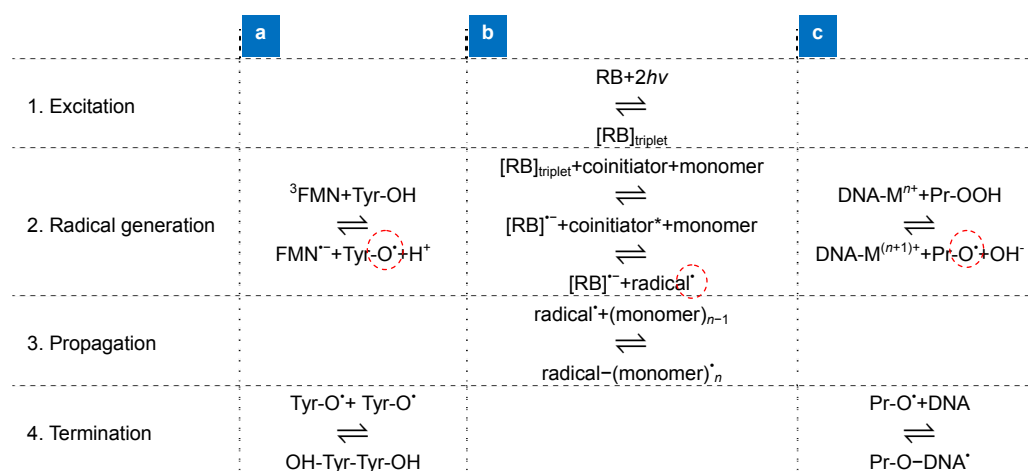 a b c
1. Excitation
RB+2hv
⇌
[RB]triplet
2. Radical generation
³FMN+Tyr-OH
⇌
FMN•−+Tyr-O•+H⁺
[RB]triplet+coinitiator+monomer
⇌
[RB]•−+coinitiator*+monomer
⇌
[RB]•−+radical•
DNA-Mⁿ⁺+Pr-OOH
⇌
DNA-M⁽ⁿ⁺¹⁾⁺+Pr-O•+OH⁻
3. Propagation
radical•+(monomer)n−1
⇌
radical−(monomer)•n
4. Termination
Tyr-O•+ Tyr-O•
⇌
OH-Tyr-Tyr-OH
Pr-O•+DNA
⇌
Pr-O−DNA•